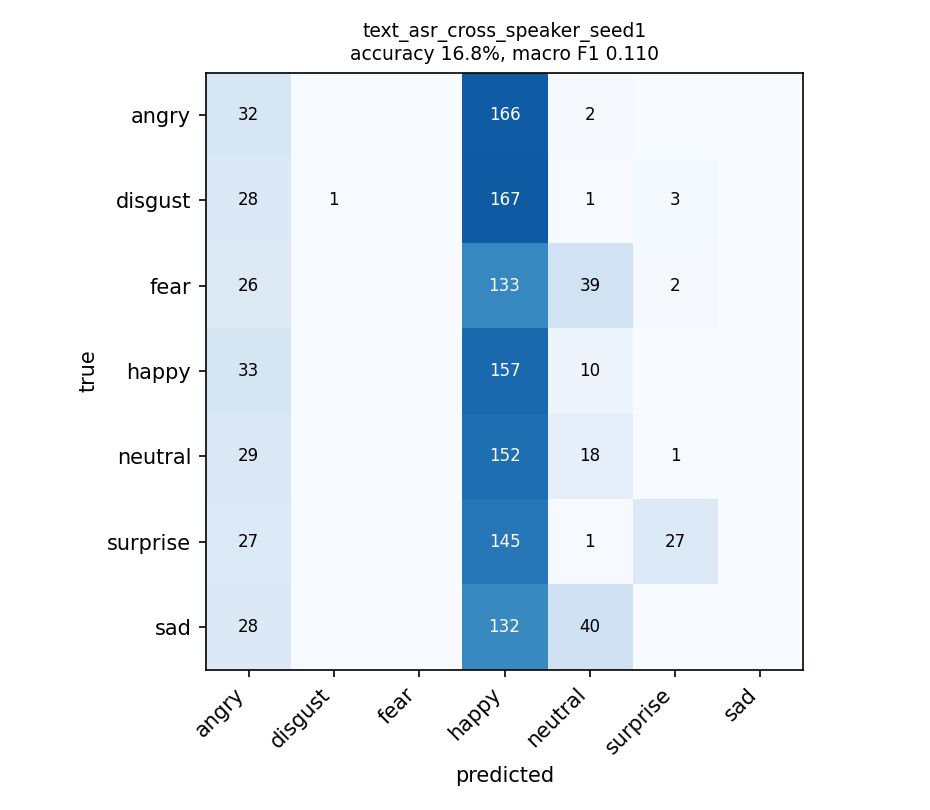 text_asr_cross_speaker_seed1
accuracy 16.8%, macro F1 0.110
true
angry 32 166 2
disgust 28 1 167 1 3
fear 26 133 39 2
happy 33 157 10
neutral 29 152 18 1
surprise 27 145 1 27
sad 28 132 40
angry disgust fear happy neutral surprise sad
predicted